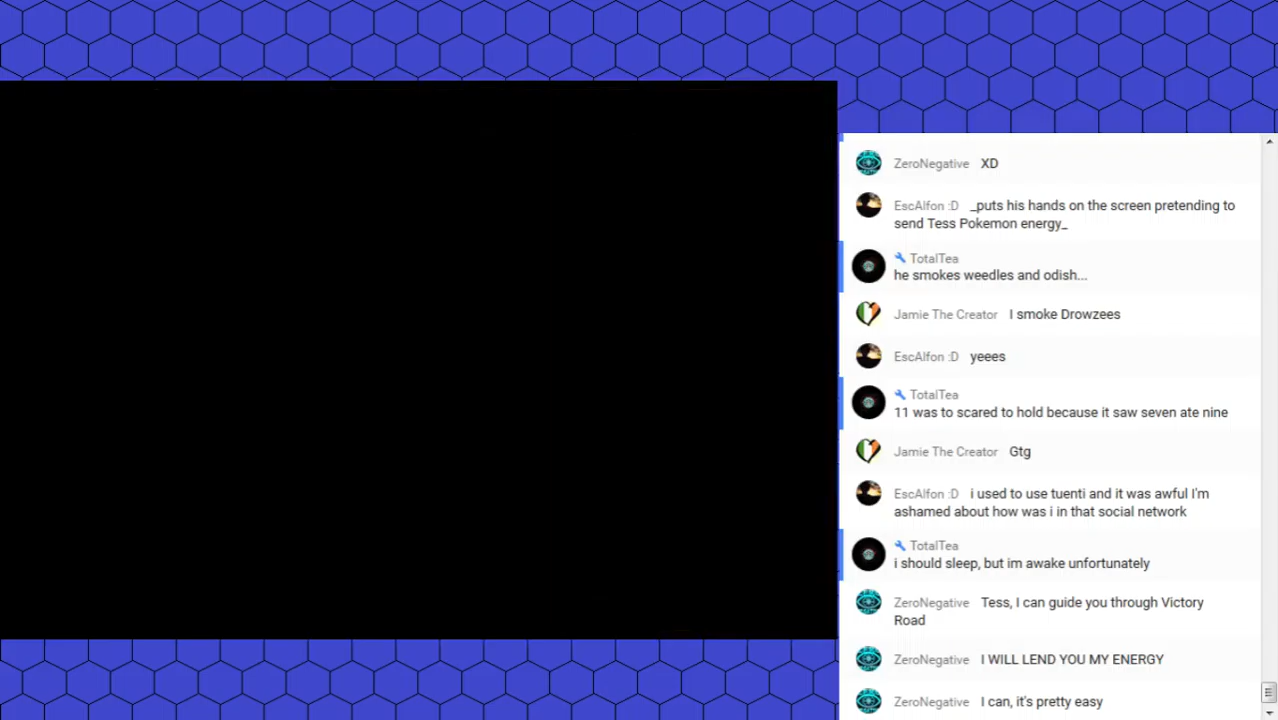 ZeroNegative XD
EscAlfon :D _puts his hands on the screen pretending to
send Tess Pokemon energy_
TotalTea
he smokes weedles and odish...
Jamie The Creator I smoke Drowzees
EscAlfon :D yeees
TotalTea
11 was to scared to hold because it saw seven ate nine
Jamie The Creator Gtg
EscAlfon :D i used to use tuenti and it was awful I'm
ashamed about how was i in that social network
TotalTea
i should sleep, but im awake unfortunately
ZeroNegative Tess, I can guide you through Victory
Road
ZeroNegative I WILL LEND YOU MY ENERGY
ZeroNegative I can, it's pretty easy